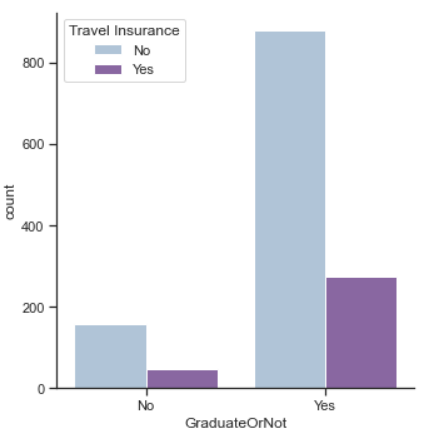 Travel Insurance
No
Yes
800
600
400
200
0
count
No Yes
GraduateOrNot